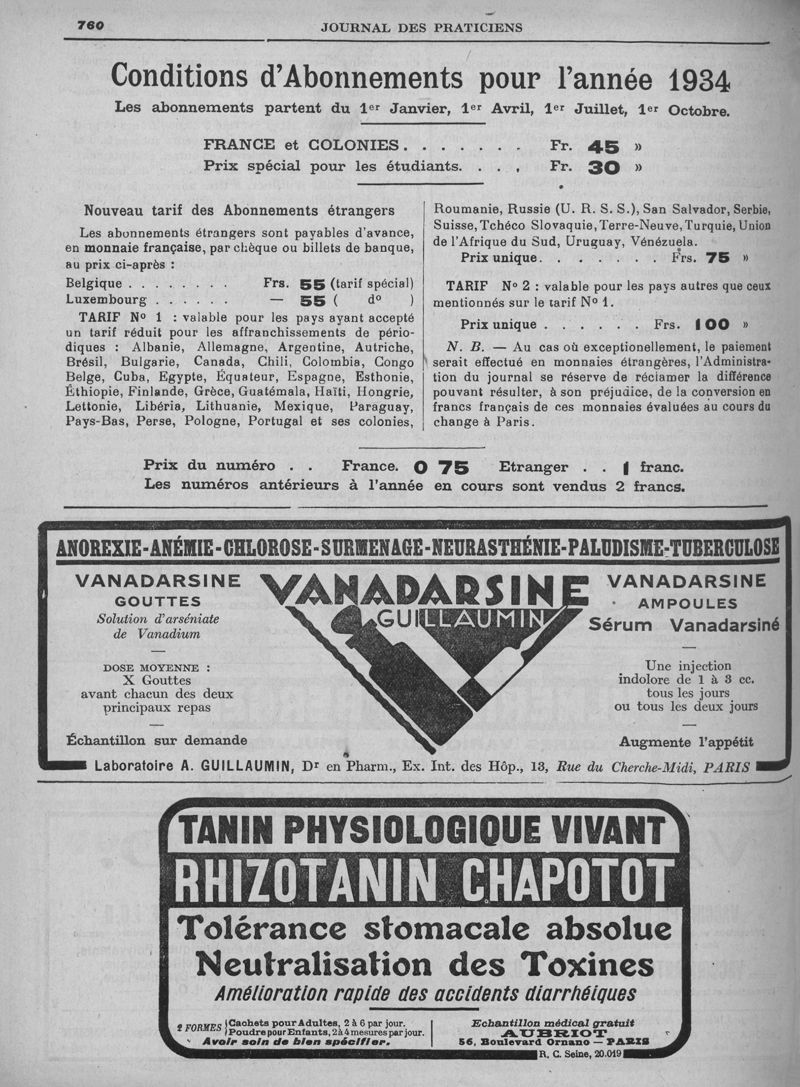 760
JOURNAL DES PRATICIENS
Conditions d'Abonnements pour l'année 1934
Les abonnements partent du 1er Janvier, 1er Avril, 1er Juillet, 1er Octobre.
FRANCE et COLONIES. . . . . . . Fr. 45 »
Prix spécial pour les étudiants. . . . Fr. 30 »
Nouveau tarif des Abonnements étrangers
Les abonnements étrangers sont payables d'avance,
en monnaie française, par chèque ou billets de banque,
au prix ci-après :
Belgique . . . . . . . . Frs. 55 (tarif spécial)
Luxembourg . . . . . . — 55 ( do )
TARIF No 1 : valable pour les pays ayant accepté
un tarif réduit pour les affranchissements de pério-
diques : Albanie, Allemagne, Argentine, Autriche,
Brésil, Bulgarie, Canada, Chili, Colombia, Congo
Belge, Cuba, Egypte, Équateur, Espagne, Esthonie,
Éthiopie, Finlande, Grèce, Guatémala, Haïti, Hongrie,
Lettonie, Libéria, Lithuanie, Mexique, Paraguay,
Pays-Bas, Perse, Pologne, Portugal et ses colonies,
Roumanie, Russie (U. R. S. S.), San Salvador, Serbie,
Suisse, Tchéco Slovaquie, Terre-Neuve, Turquie, Union
de l'Afrique du Sud, Uruguay, Vénézuela.
Prix unique. . . . . . . . Frs. 75 »
TARIF No 2 : valable pour les pays autres que ceux
mentionnés sur le tarif No 1.
Prix unique . . . . . . Frs. 100 »
N. B. — Au cas où exceptionellement, le paiement
serait effectué en monnaies étrangères, l'Administra-
tion du journal se réserve de réclamer la différence
pouvant résulter, à son préjudice, de la conversion en
francs français de ces monnaies évaluées au cours du
change à Paris.
Prix du numéro . . France. 0 75 Etranger . . 1 franc.
Les numéros antérieurs à l'année en cours sont vendus 2 francs.
ANOREXIE-ANÉMIE-CHLOROSE-SURMENAGE-NEURASTHÉNIE-PALUDISME-TUBERCULOSE
VANADARSINE
GOUTTES
Solution d'arséniate
de Vanadium
DOSE MOYENNE :
X Gouttes
avant chacun des deux
principaux repas
Échantillon sur demande
VANADARSINE
GUILLAUMIN
VANADARSINE
AMPOULES
Sérum Vanadarsiné
Une injection
indolore de 1 à 3 cc.
tous les jours
ou tous les deux jours
Augmente l'appétit
Laboratoire A. GUILLAUMIN, Dr en Pharm., Ex. Int. des Hôp., 13, Rue du Cherche-Midi, PARIS
TANIN PHYSIOLOGIQUE VIVANT
RHIZOTANIN CHAPOTOT
Tolérance stomacale absolue
Neutralisation des Toxines
Amélioration rapide des accidents diarrhéiques
2 FORMES
Cachets pour Adultes, 2 à 6 par jour.
Poudre pour Enfants, 2 à 4 mesures par jour.
Avoir soin de bien spécifier.
Echantillon médical gratuit
AUBRIOT
56, Boulevard Ornano — PARIS
R. C. Seine, 20.019